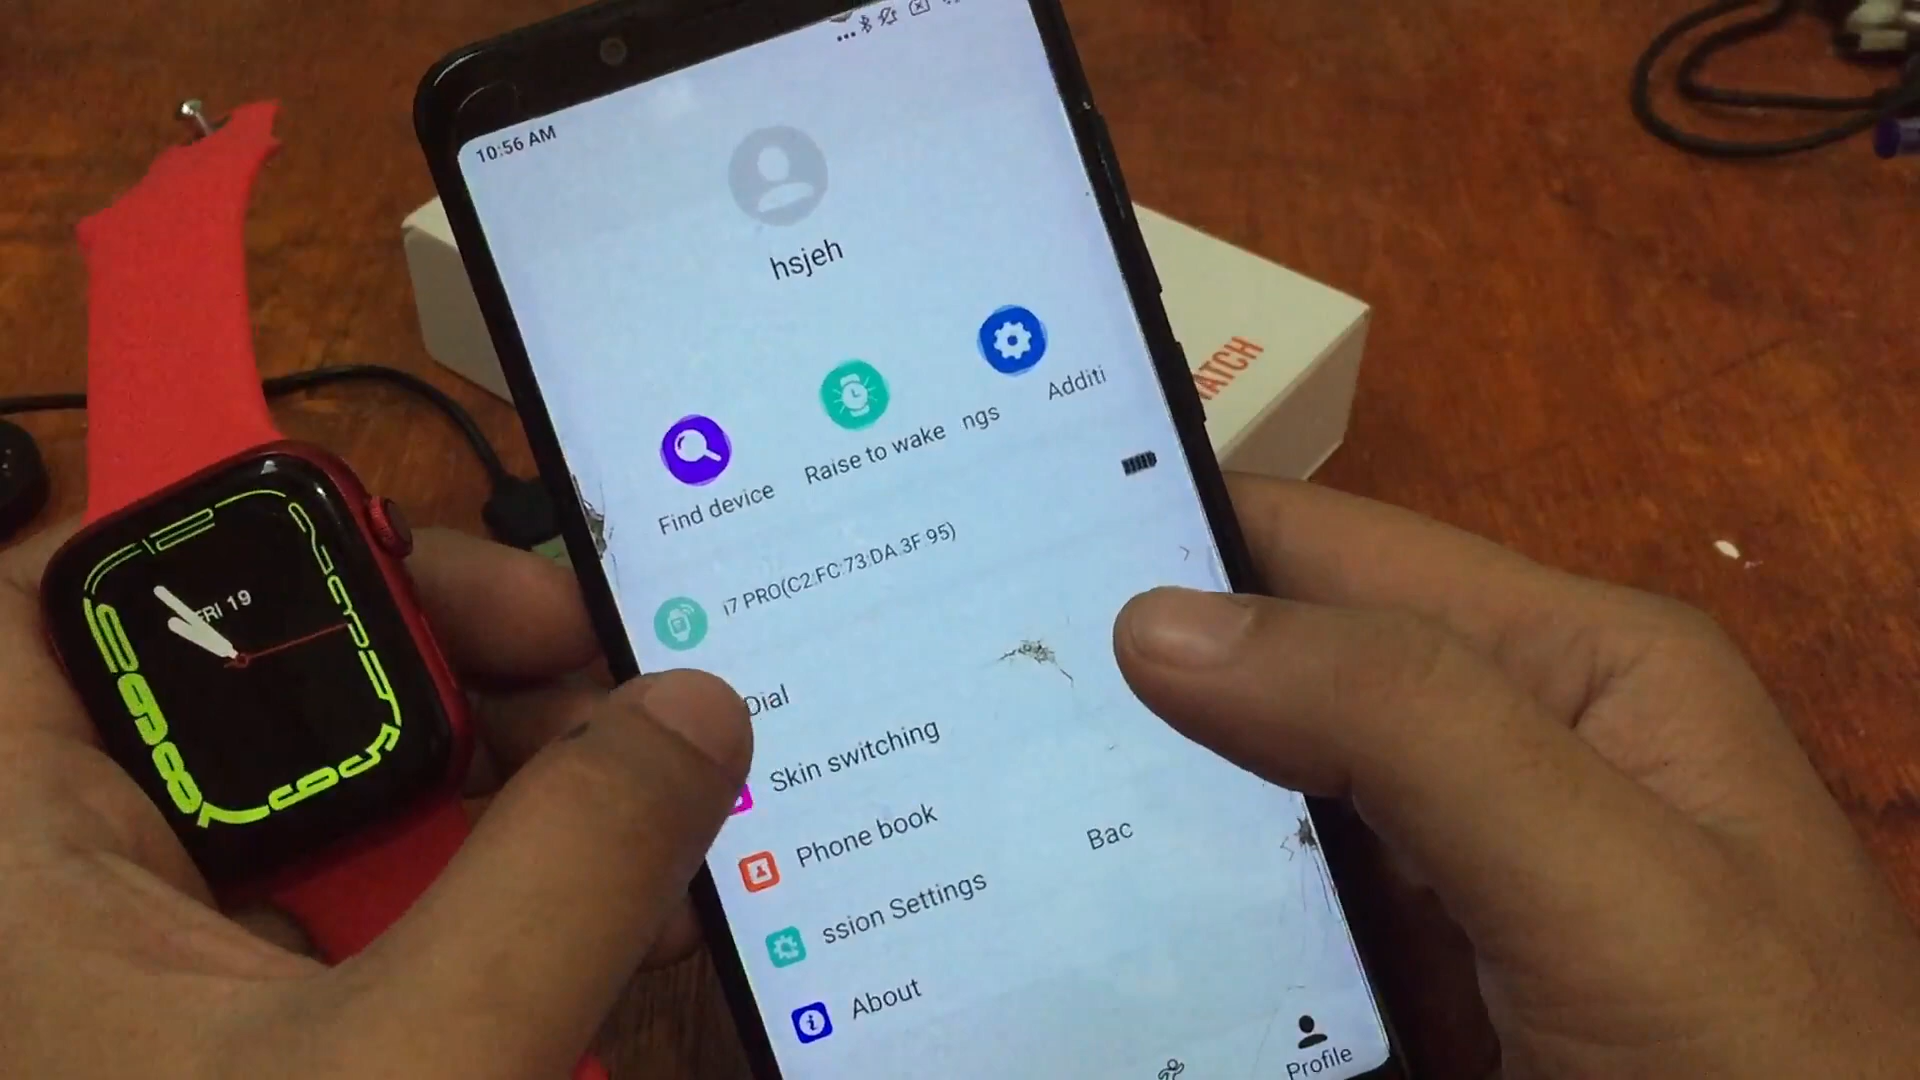 10:56 AM
hsjeh
Find device
Raise to wake
ngs
Additi
i7 PRO(C2:FC:73:DA:3F:95)
Dial
Skin switching
Phone book
Bac
ssion Settings
About
Profile
ATCH
12
FRI 19